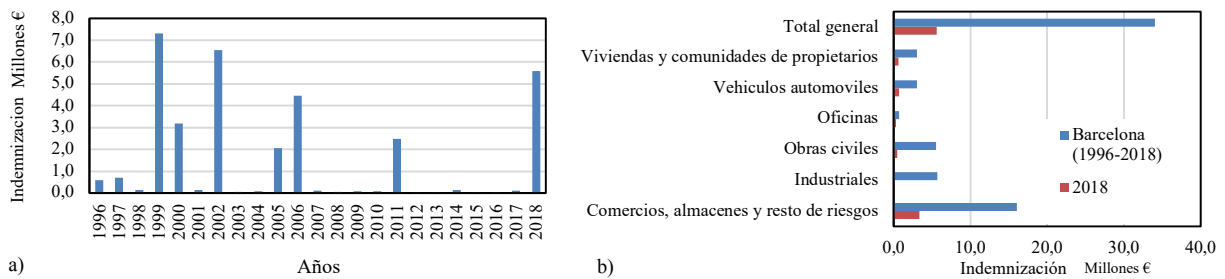 Indemnizacion Millones €
8,0
7,0
6,0
5,0
4,0
3,0
2,0
1,0
0,0
1996
1997
1998
1999
2000
2001
2002
2003
2004
2005
2006
2007
2008
2009
2010
2011
2012
2013
2014
2015
2016
2017
2018
a)
Años
Total general
Viviendas y comunidades de propietarios
Vehiculos automoviles
Oficinas
Obras civiles
Industriales
Comercios, almacenes y resto de riesgos
Barcelona
(1996-2018)
2018
0,0 10,0 20,0 30,0 40,0
b)
Indemnización Millones €